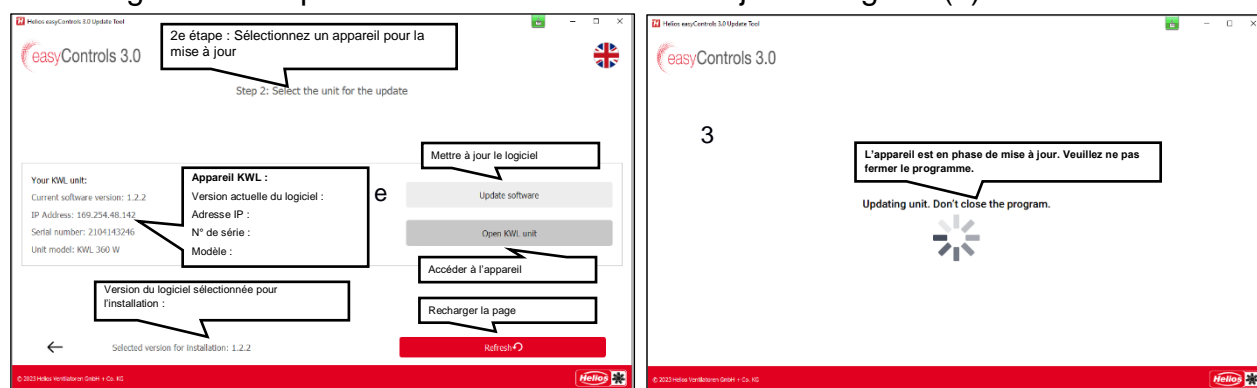 Helios easyControls 3.0 Update Tool
easyControls 3.0
2e étape : Sélectionnez un appareil pour la
mise à jour
Step 2: Select the unit for the update
Mettre à jour le logiciel
Your KWL unit:
Current software version: 1.2.2
IP Address: 169.254.48.142
Serial number: 2104143246
Unit model: KWL 360 W
Appareil KWL :
Version actuelle du logiciel :
Adresse IP :
N° de série :
Modèle :
e
Update software
Open KWL unit
Accéder à l'appareil
Version du logiciel sélectionnée pour
l'installation :
Recharger la page
Selected version for installation: 1.2.2
Refresh
© 2023 Helios Ventilatoren GmbH + Co. KG
Helios
Helios easyControls 3.0 Update Tool
easyControls 3.0
3
L'appareil est en phase de mise à jour. Veuillez ne pas
fermer le programme.
Updating unit. Don't close the program.
© 2023 Helios Ventilatoren GmbH + Co. KG
Helios